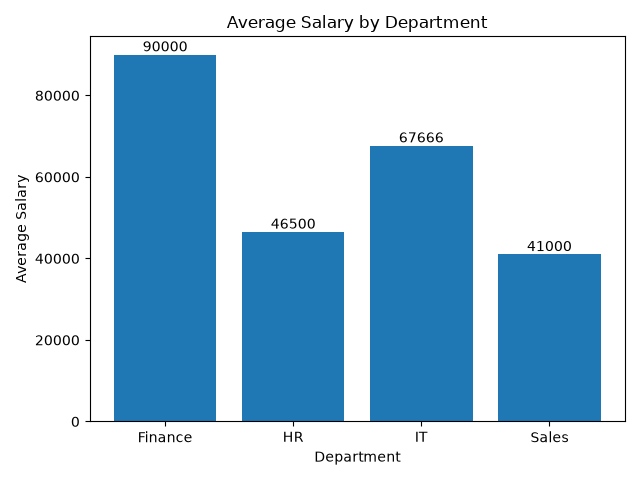 Average Salary by Department
90000
67666
46500
41000
80000
60000
40000
20000
0
Average Salary
Finance HR IT Sales
Department